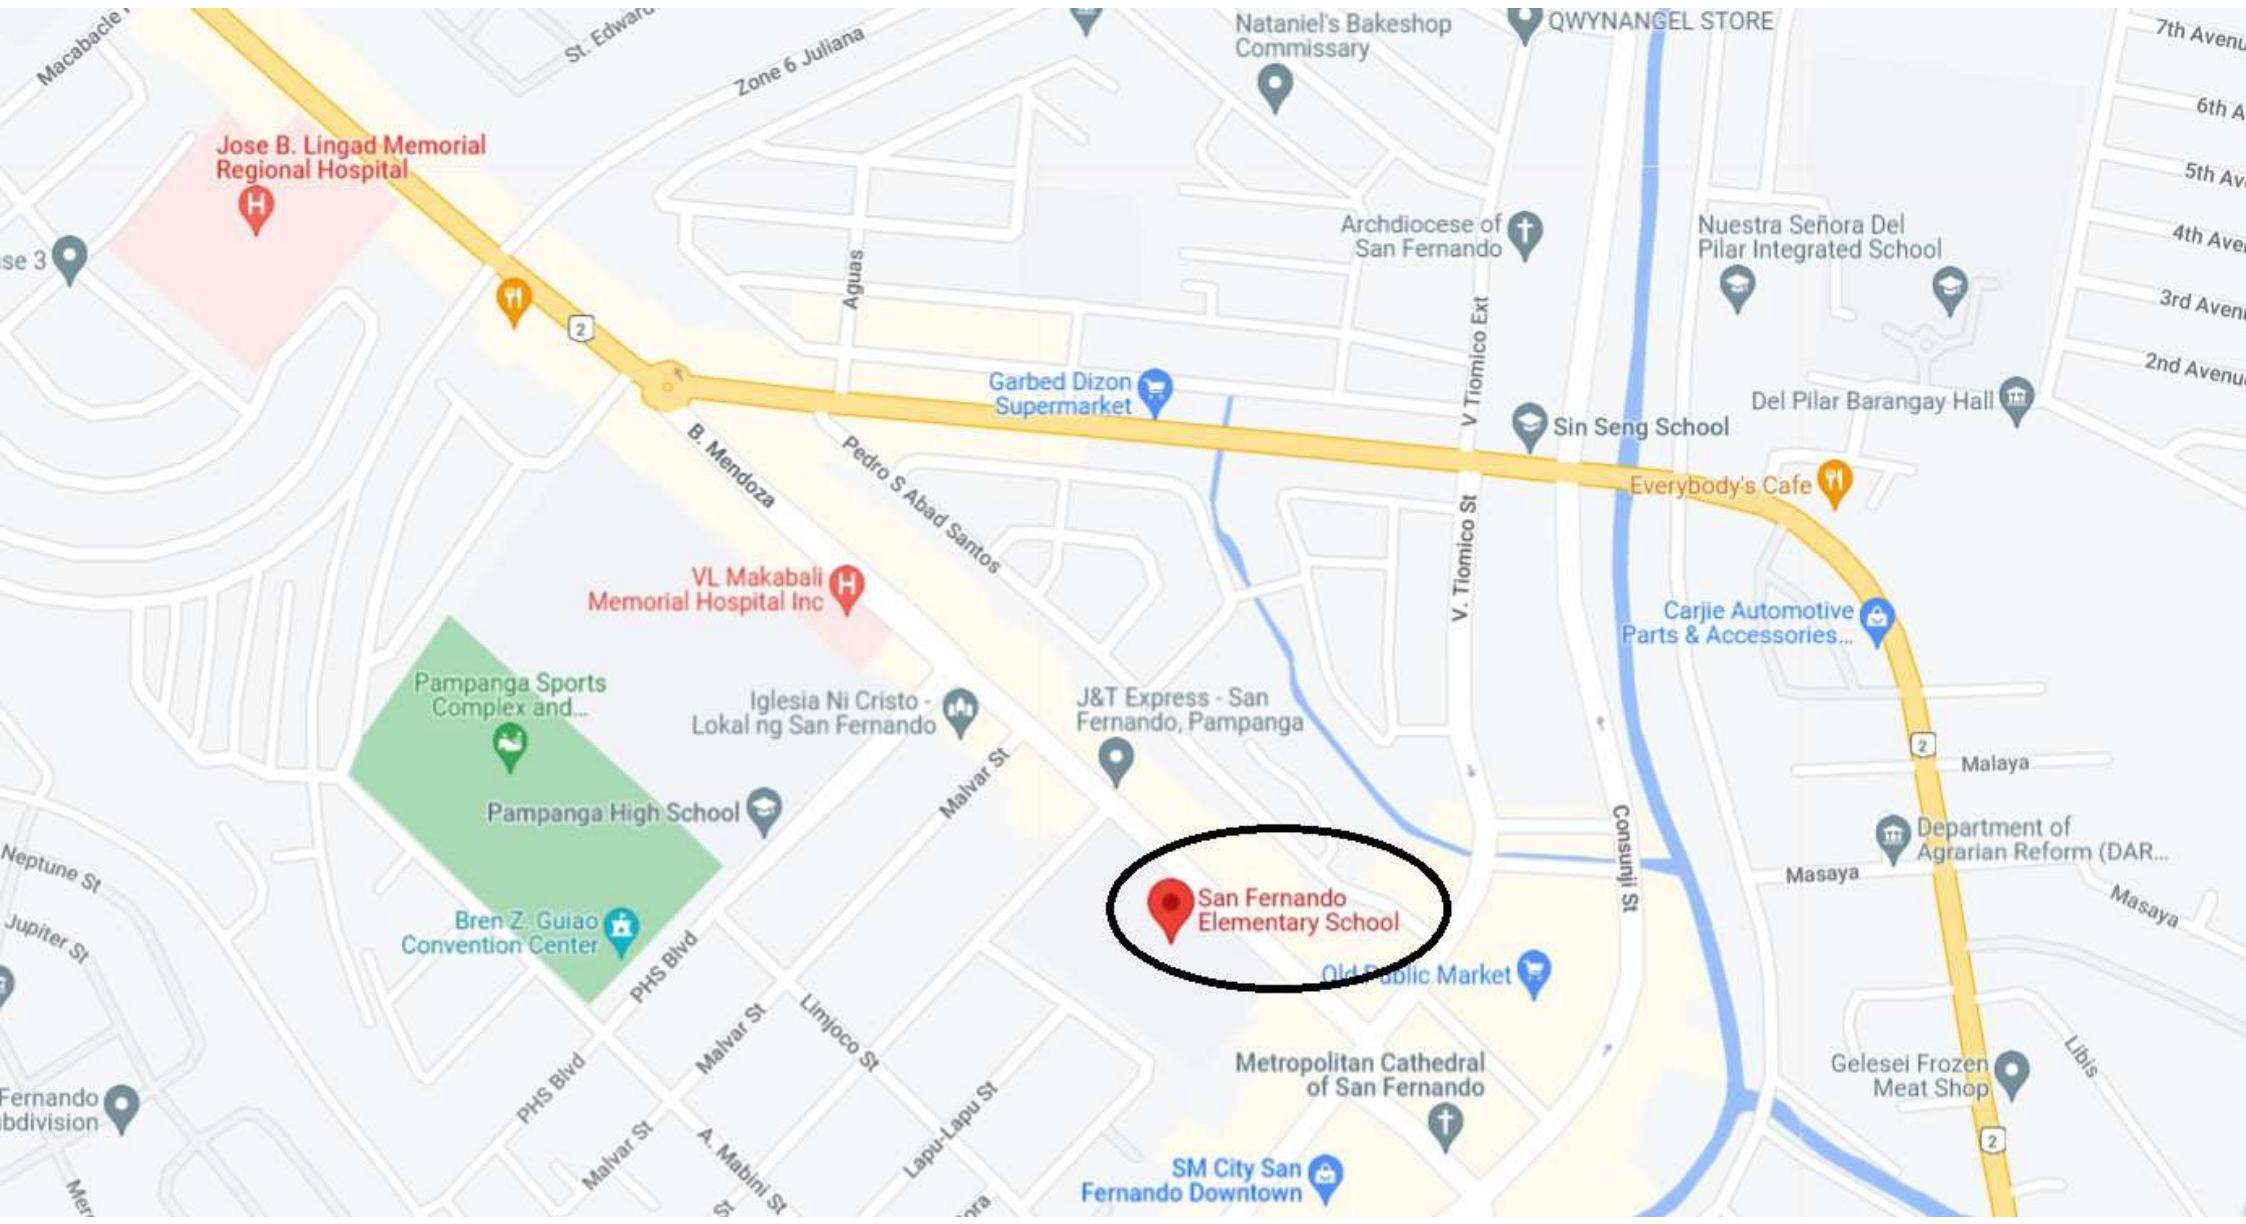 Macabacle
St. Edward
Zone 6 Juliana
Nataniel's Bakeshop
Commissary
QWYNANGEL STORE
7th Avenu
6th A
5th Av
4th Ave
3rd Aven
2nd Avenu
Jose B. Lingad Memorial
Regional Hospital
H
se 3
2
Aguas
Archdiocese of
San Fernando
Nuestra Señora Del
Pilar Integrated School
V Tiomico Ext
Garbed Dizon
Supermarket
Del Pilar Barangay Hall
Sin Seng School
Everybody's Cafe
B. Mendoza
Pedro S Abad Santos
V. Tiomico St
VL Makabali
Memorial Hospital Inc
H
Carjie Automotive
Parts & Accessories...
Pampanga Sports
Complex and...
Iglesia Ni Cristo -
Lokal ng San Fernando
J&T Express - San
Fernando, Pampanga
2
Malaya
Malvar St
Pampanga High School
Consunji St
Department of
Agrarian Reform (DAR...
Masaya
Masaya
Neptune St
Jupiter St
Bren Z. Guiao
Convention Center
San Fernando
Elementary School
Old Public Market
PHS Blvd
Limjoco St
Malvar St
Metropolitan Cathedral
of San Fernando
Gelesei Frozen
Meat Shop
Libis
2
Fernando
bdivision
PHS Blvd
Malvar St
A. Mabini St
Lapu-Lapu St
SM City San
Fernando Downtown
Mer
St
ora